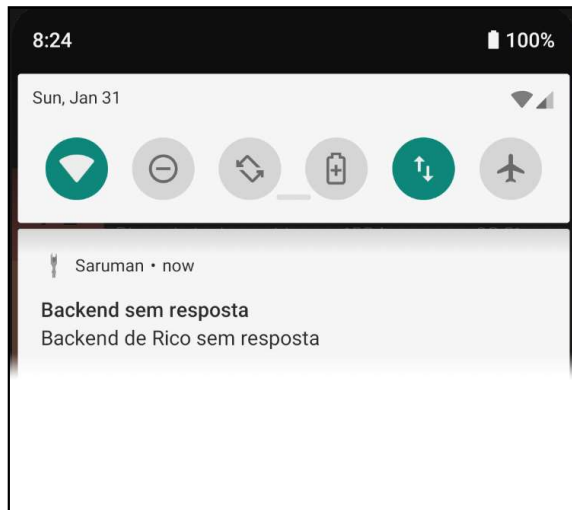 8:24 100%
Sun, Jan 31
Saruman • now
Backend sem resposta
Backend de Rico sem resposta